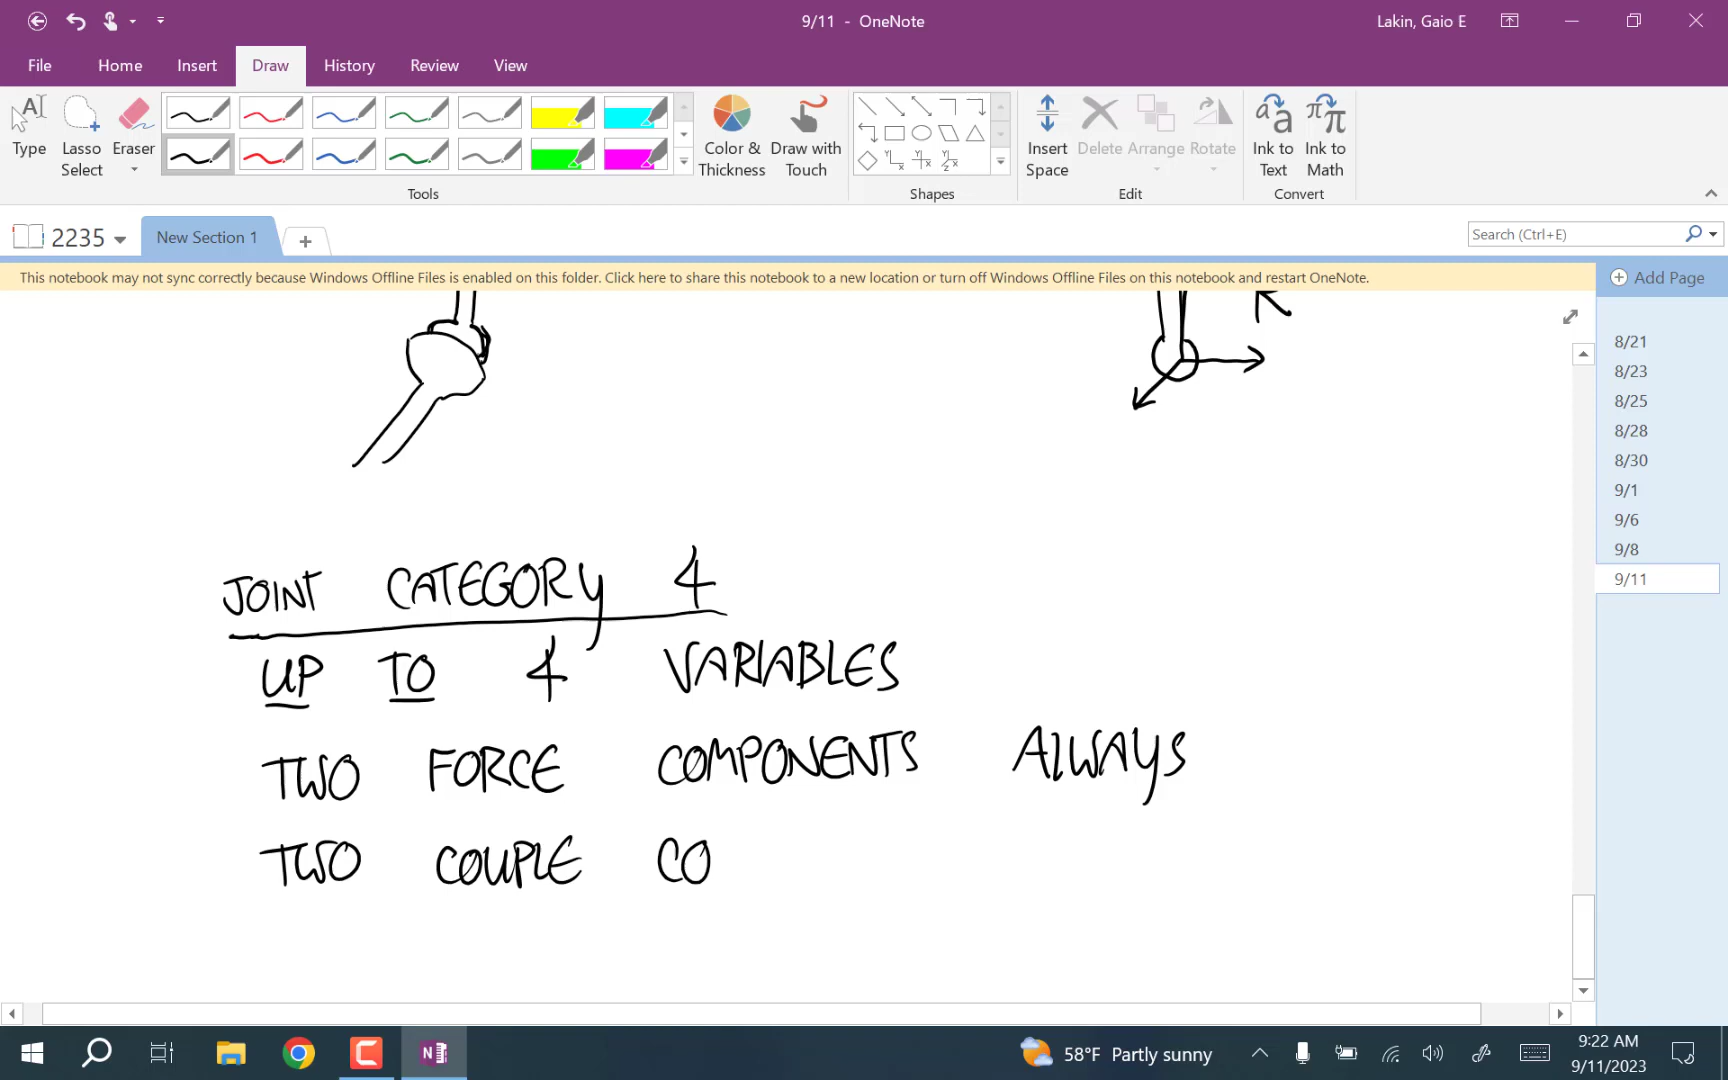 9/11 - OneNote
Lakin, Gaio E
File Home Insert Draw History Review View
Type
Lasso Select
Eraser
Color & Thickness
Draw with Touch
Insert Space
Delete
Arrange
Rotate
Ink to Text
Ink to Math
Tools
Shapes
Edit
Convert
2235
New Section 1
Search (Ctrl+E)
This notebook may not sync correctly because Windows Offline Files is enabled on this folder. Click here to share this notebook to a new location or turn off Windows Offline Files on this notebook and restart OneNote.
Add Page
8/21
8/23
8/25
8/28
8/30
9/1
9/6
9/8
9/11
JOINT CATEGORY 4
UP TO 4 VARIABLES
TWO FORCE COMPONENTS ALWAYS
TWO COUPLE CO
58°F Partly sunny
9:22 AM
9/11/2023